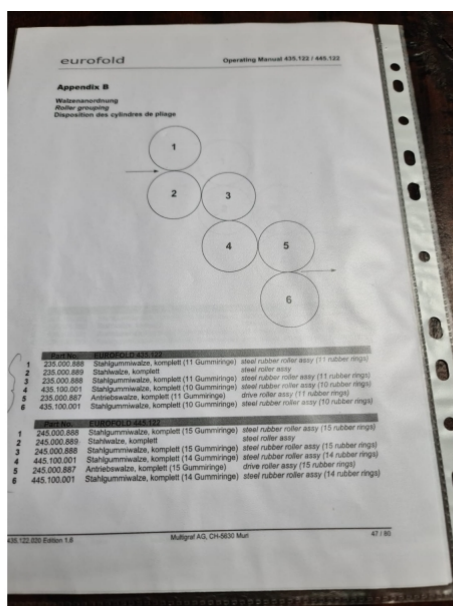 eurofold Operating Manual 435.122 / 445.122
Appendix B
Walzenanordnung
Roller grouping
Disposition des cylindres de pliage
1
2 3
4 5
6
Part No. EUROFOLD 435.122
1 235.000.888 Stahlgummiwalze, komplett (11 Gummiringe) steel rubber roller assy (11 rubber rings)
2 235.000.889 Stahlwalze, komplett steel roller assy
3 235.000.888 Stahlgummiwalze, komplett (11 Gummiringe) steel rubber roller assy (11 rubber rings)
4 435.100.001 Stahlgummiwalze, komplett (10 Gummiringe) steel rubber roller assy (10 rubber rings)
5 235.000.887 Antriebswalze, komplett (11 Gummiringe) drive roller assy (11 rubber rings)
6 435.100.001 Stahlgummiwalze, komplett (10 Gummiringe) steel rubber roller assy (10 rubber rings)
Part No. EUROFOLD 445.122
1 245.000.888 Stahlgummiwalze, komplett (15 Gummiringe) steel rubber roller assy (15 rubber rings)
2 245.000.889 Stahlwalze, komplett steel roller assy
3 245.000.888 Stahlgummiwalze, komplett (15 Gummiringe) steel rubber roller assy (15 rubber rings)
4 445.100.001 Stahlgummiwalze, komplett (14 Gummiringe) steel rubber roller assy (14 rubber rings)
5 245.000.887 Antriebswalze, komplett (15 Gummiringe) drive roller assy (15 rubber rings)
6 445.100.001 Stahlgummiwalze, komplett (14 Gummiringe) steel rubber roller assy (14 rubber rings)
435.122.020 Edition 1.6 Multigraf AG, CH-5630 Muri 47 / 85